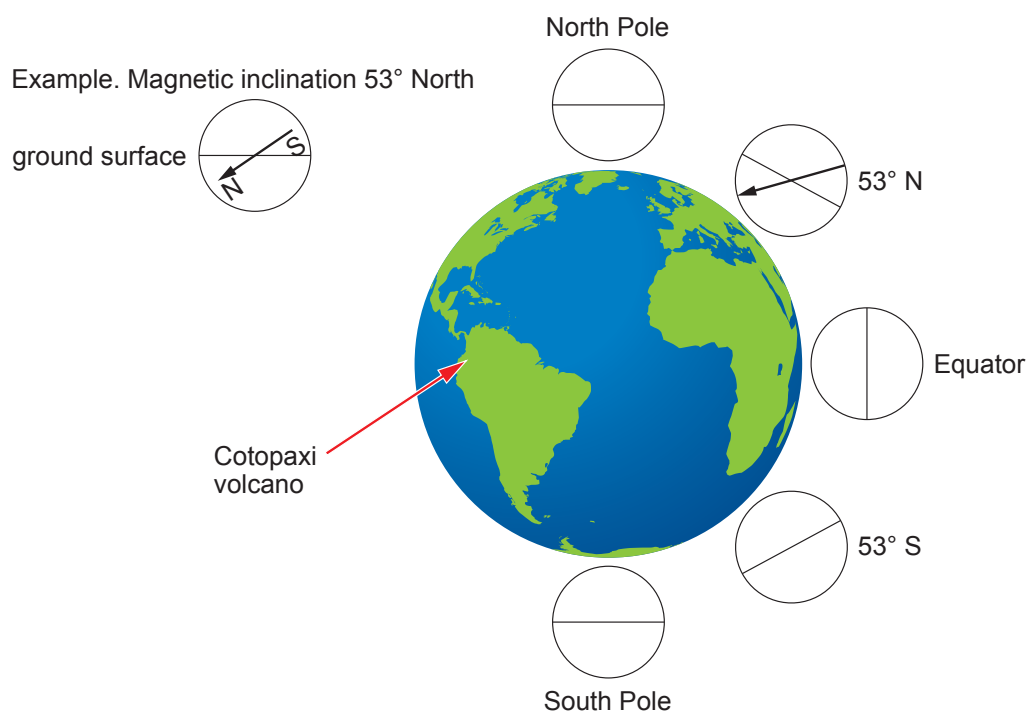 North Pole
Example. Magnetic inclination 53° North
ground surface
S
N
53° N
Equator
Cotopaxi
volcano
53° S
South Pole